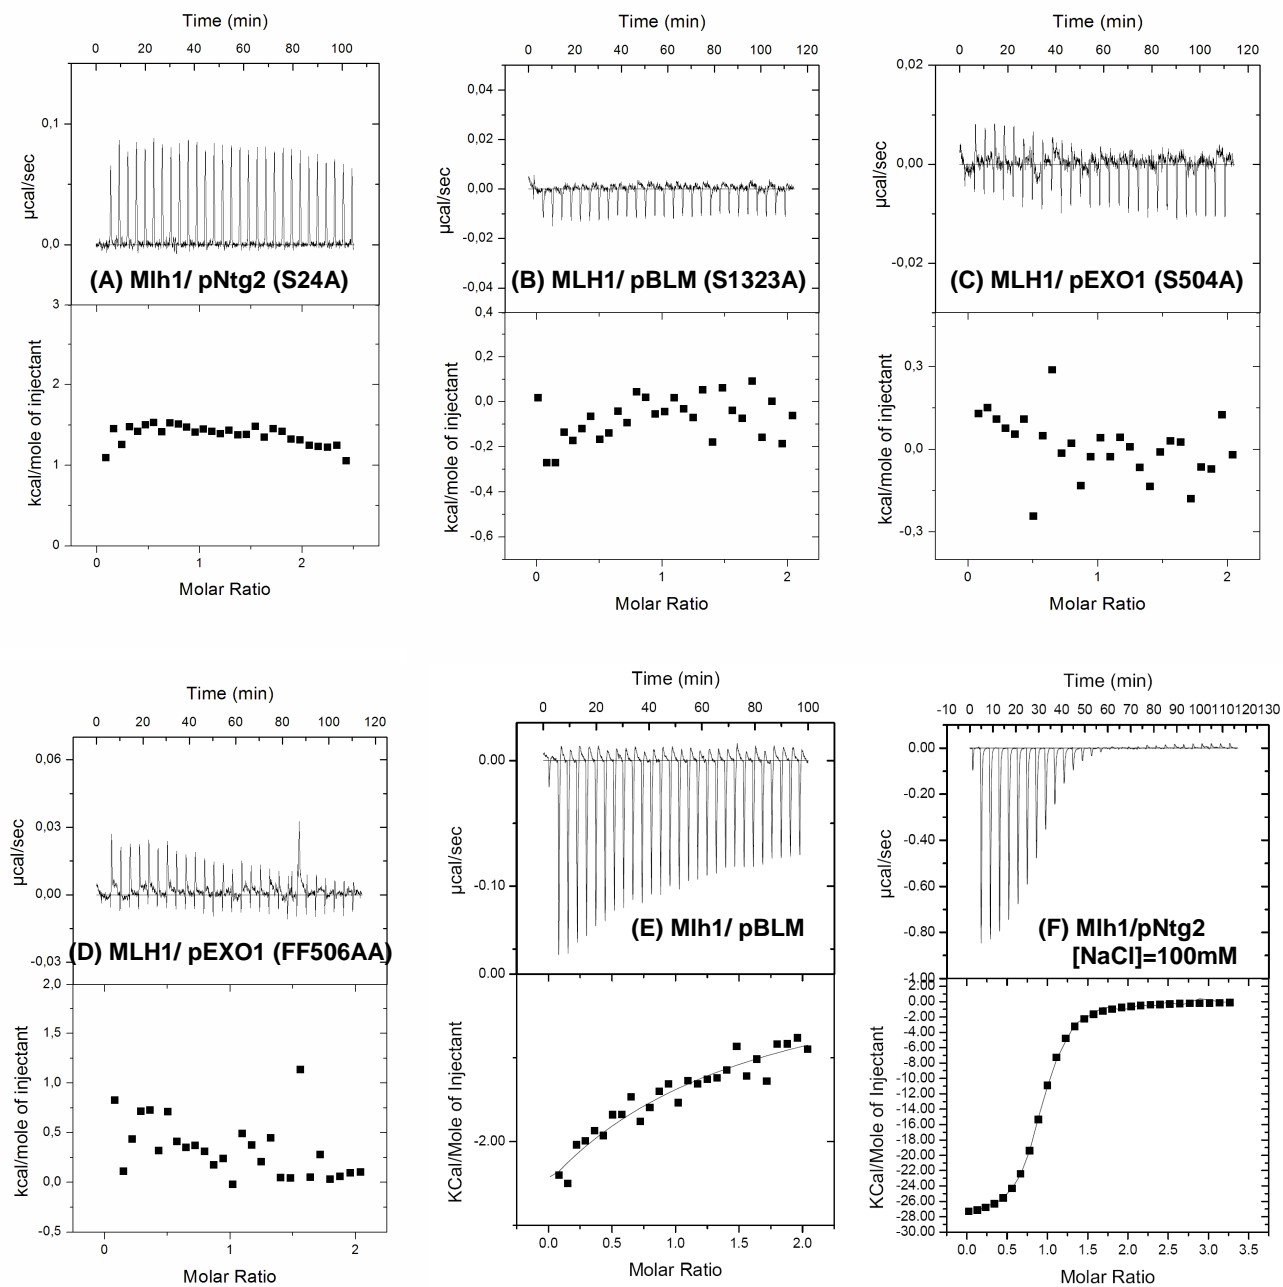 Time (min)
0 20 40 60 80 100
0,1
0,0
µcal/sec
(A) Mlh1/ pNtg2 (S24A)
3
2
1
0
kcal/mole of injectant
0 1 2
Molar Ratio
Time (min)
0 20 40 60 80 100 120
0,04
0,02
0,00
-0,02
-0,04
µcal/sec
(B) MLH1/ pBLM (S1323A)
0,4
0,2
0,0
-0,2
-0,4
-0,6
kcal/mole of injectant
0 1 2
Molar Ratio
Time (min)
0 20 40 60 80 100 120
0,02
0,00
-0,02
µcal/sec
(C) MLH1/ pEXO1 (S504A)
0,3
0,0
-0,3
kcal/mole of injectant
0 1 2
Molar Ratio
Time (min)
0 20 40 60 80 100 120
0,06
0,03
0,00
-0,03
µcal/sec
(D) MLH1/ pEXO1 (FF506AA)
2,0
1,5
1,0
0,5
0,0
-0,5
kcal/mole of injectant
0 1 2
Molar Ratio
Time (min)
0 20 40 60 80 100
0.00
-0.10
0.00
µcal/sec
(E) Mlh1/ pBLM
-2.00
KCal/Mole of Injectant
0.0 0.5 1.0 1.5 2.0
Molar Ratio
Time (min)
-10 0 10 20 30 40 50 60 70 80 90 100 110 120 130
0.00
-0.20
-0.40
-0.60
-0.80
-1.00
µcal/sec
(F) Mlh1/pNtg2
[NaCl]=100mM
2.00
0.00
-2.00
-4.00
-6.00
-8.00
-10.00
-12.00
-14.00
-16.00
-18.00
-20.00
-22.00
-24.00
-26.00
-28.00
-30.00
KCal/Mole of Injectant
0.0 0.5 1.0 1.5 2.0 2.5 3.0 3.5
Molar Ratio